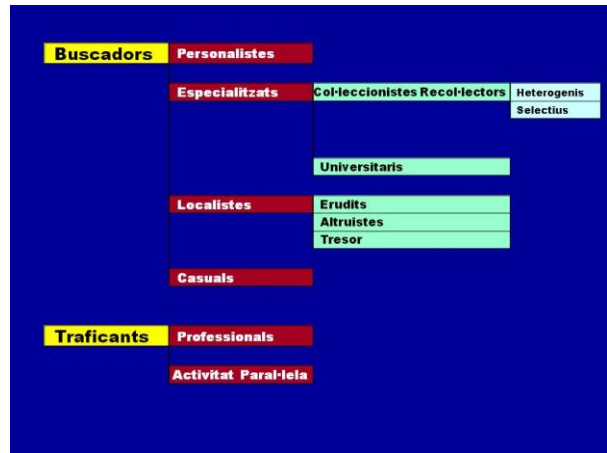 Buscadors Personalistes
Especialitzats Col·leccionistes Recol·lectors Heterogenis
Selectius
Universitaris
Localistes Erudits
Altruistes
Tresor
Casuals
Traficants Professionals
Activitat Paral·lela